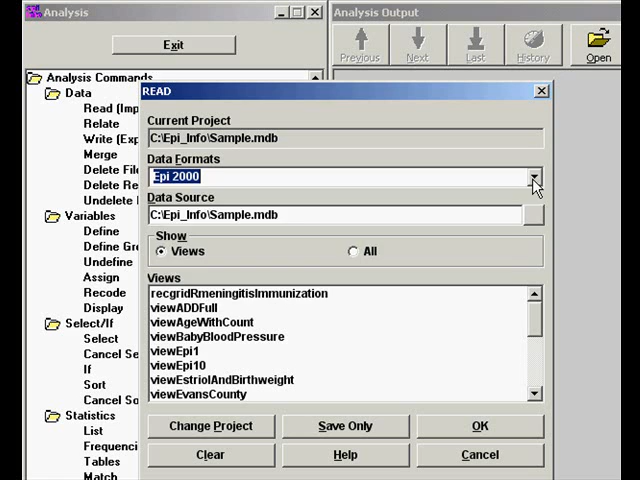 Analysis
Exit
Analysis Commands
Data
Read (Imp
Relate
Write (Exp
Merge
Delete File
Delete Re
Undelete
Variables
Define
Define Gro
Undefine
Assign
Recode
Display
Select/If
Select
Cancel Se
If
Sort
Cancel So
Statistics
List
Frequenci
Tables
Match
Analysis Output
Previous
Next
Last
History
Open
READ
Current Project
C:\Epi_Info\Sample.mdb
Data Formats
Epi 2000
Data Source
C:\Epi_Info\Sample.mdb
Show
Views
All
Views
recgridRmeningitisImmunization
viewADDFull
viewAgeWithCount
viewBabyBloodPressure
viewEpi1
viewEpi10
viewEstriolAndBirthweight
viewEvansCounty
Change Project
Save Only
OK
Clear
Help
Cancel